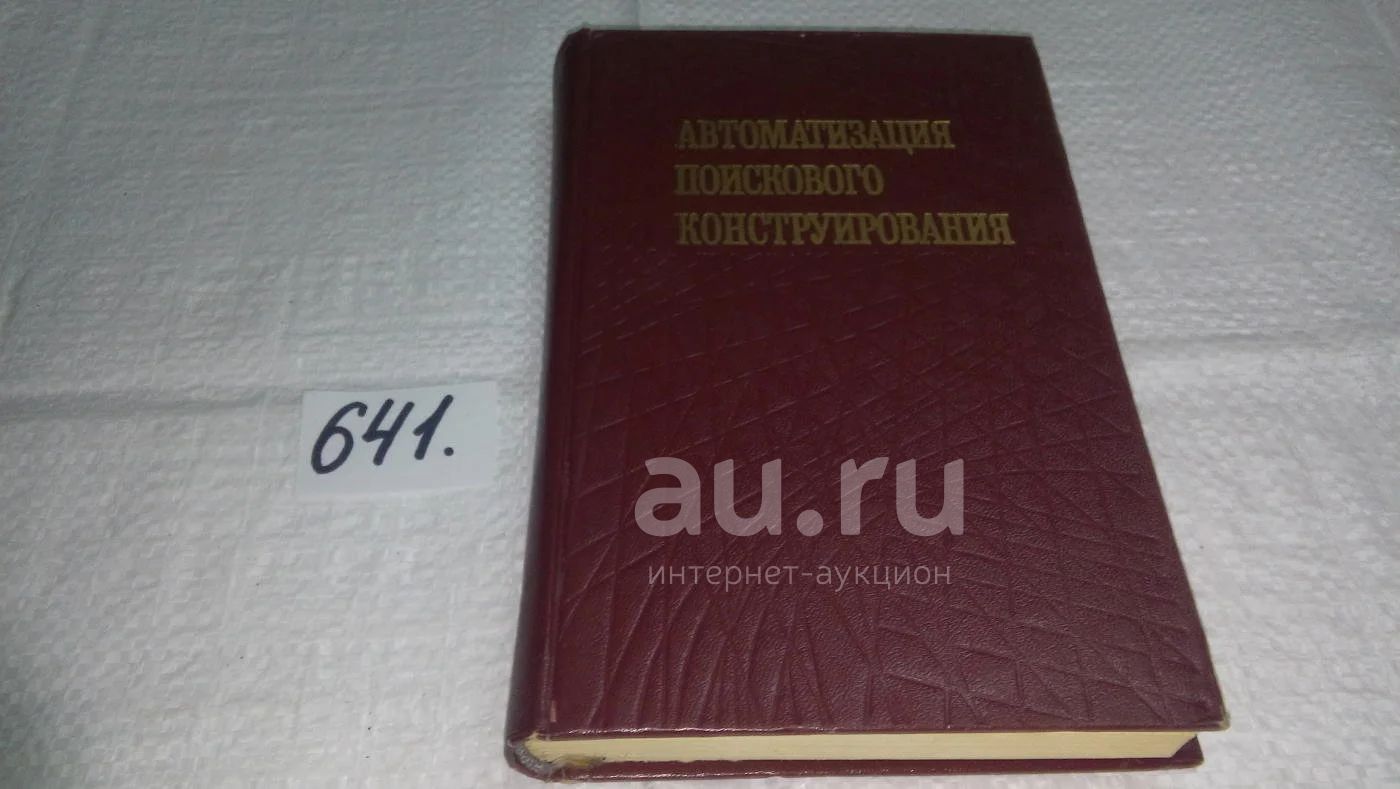 АВТОМАТИЗАЦИЯ
ПОИСКОВОГО
КОНСТРУИРОВАНИЯ
641.
au.ru
интернет-аукцион